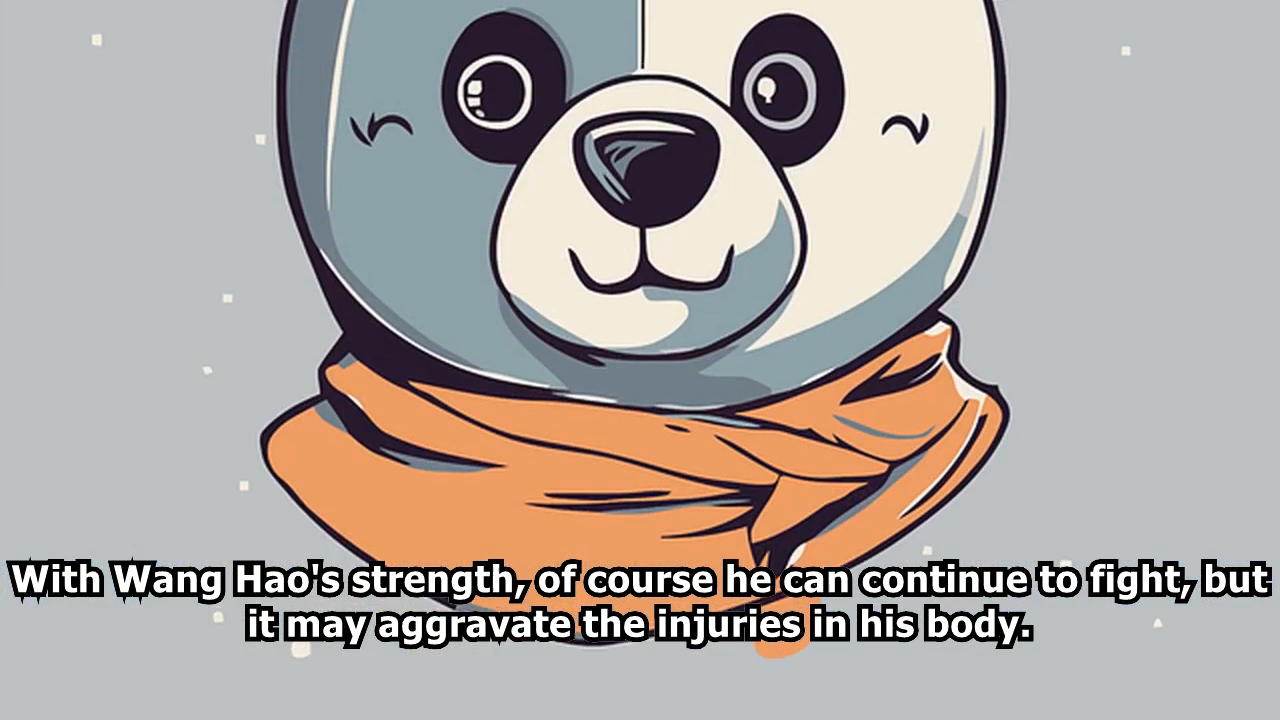 With Wang Hao's strength, of course he can continue to fight, but
it may aggravate the injuries in his body.